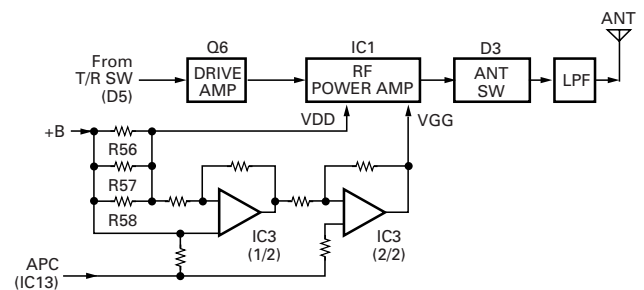 ANT
Q6
IC1
D3
From
T/R SW
(D5)
DRIVE
AMP
RF
POWER AMP
ANT
SW
LPF
+B
VDD
VGG
R56
R57
R58
IC3
(1/2)
IC3
(2/2)
APC
(IC13)